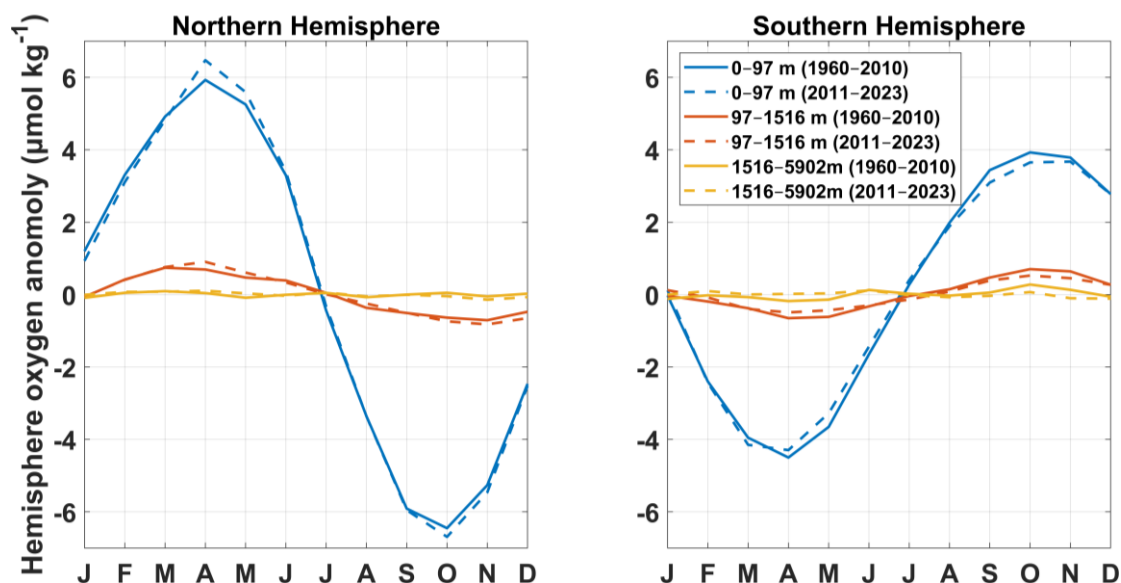 Northern Hemisphere
Hemisphere oxygen anomoly (μmol kg⁻¹)
6
4
2
0
-2
-4
-6
J F M A M J J A S O N D
Southern Hemisphere
0−97 m (1960−2010)
0−97 m (2011−2023)
97−1516 m (1960−2010)
97−1516 m (2011−2023)
1516−5902m (1960−2010)
1516−5902m (2011−2023)
6
4
2
0
-2
-4
-6
J F M A M J J A S O N D